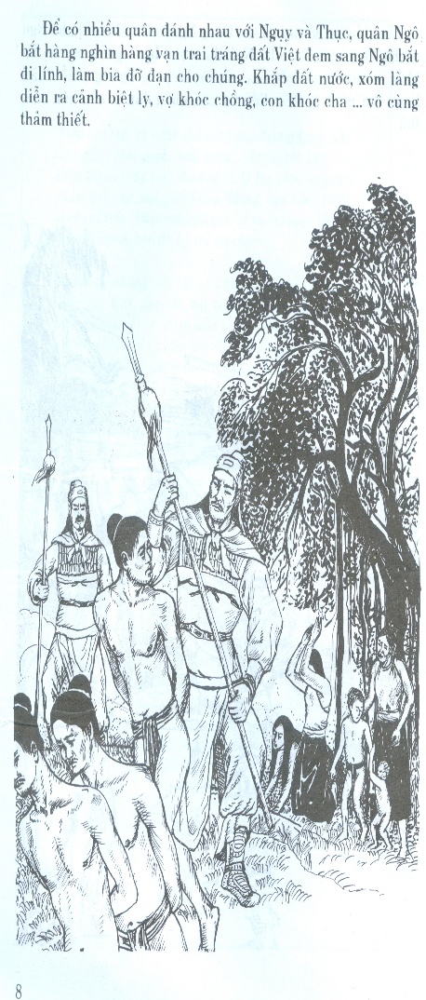 Để có nhiều quân đánh nhau với Ngụy và Thục, quân Ngô
bắt hàng nghìn hàng vạn trai tráng đất Việt đem sang Ngô bắt
đi lính, làm bia đỡ đạn cho chúng. Khắp đất nước, xóm làng
diễn ra cảnh biệt ly, vợ khóc chồng, con khóc cha ... vô cùng
thảm thiết.
8